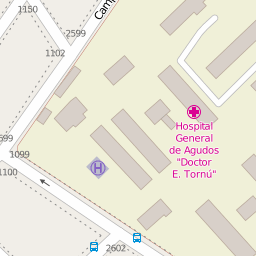 1150
2599
Camp
1102
Hospital
General
de Agudos
"Doctor
E. Tornú"
599
1099
1100
H
2602